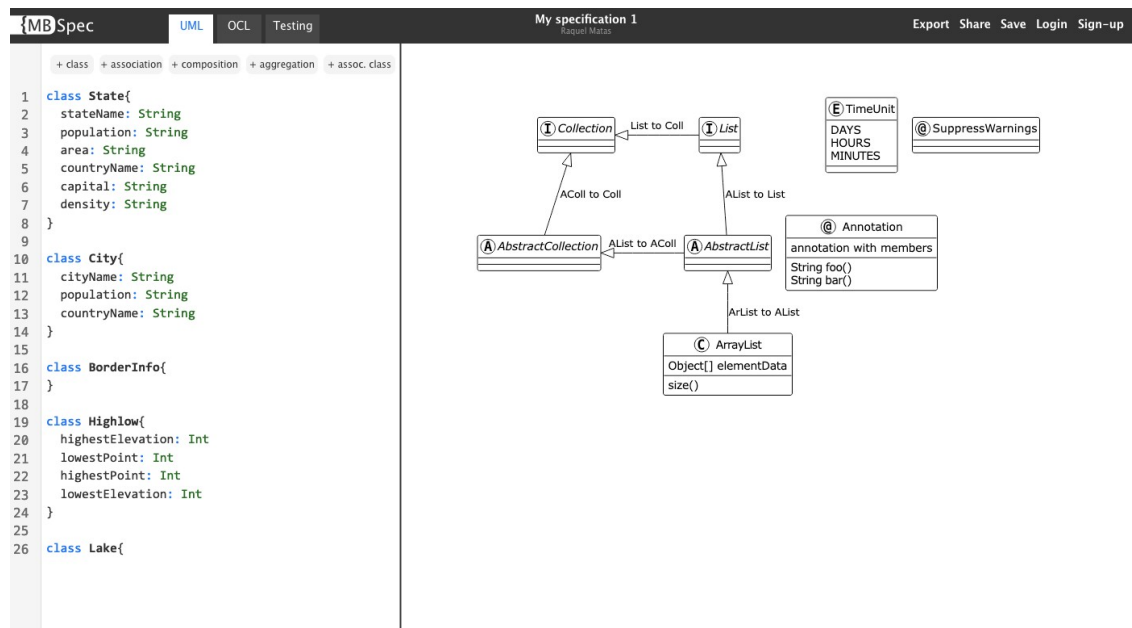 {MB}Spec UML OCL Testing My specification 1 Export Share Save Login Sign-up
Raquel Matas
+ class + association + composition + aggregation + assoc. class
1 class State{
2 stateName: String
3 population: String
4 area: String
5 countryName: String
6 capital: String
7 density: String
8 }
9
10 class City{
11 cityName: String
12 population: String
13 countryName: String
14 }
15
16 class BorderInfo{
17 }
18
19 class Highlow{
20 highestElevation: Int
21 lowestPoint: Int
22 highestPoint: Int
23 lowestElevation: Int
24 }
25
26 class Lake{
I Collection
List to Coll
I List
E TimeUnit
DAYS
HOURS
MINUTES
@ SuppressWarnings
AColl to Coll
AList to List
A AbstractCollection
AList to AColl
A AbstractList
@ Annotation
annotation with members
String foo()
String bar()
ArList to AList
C ArrayList
Object[] elementData
size()